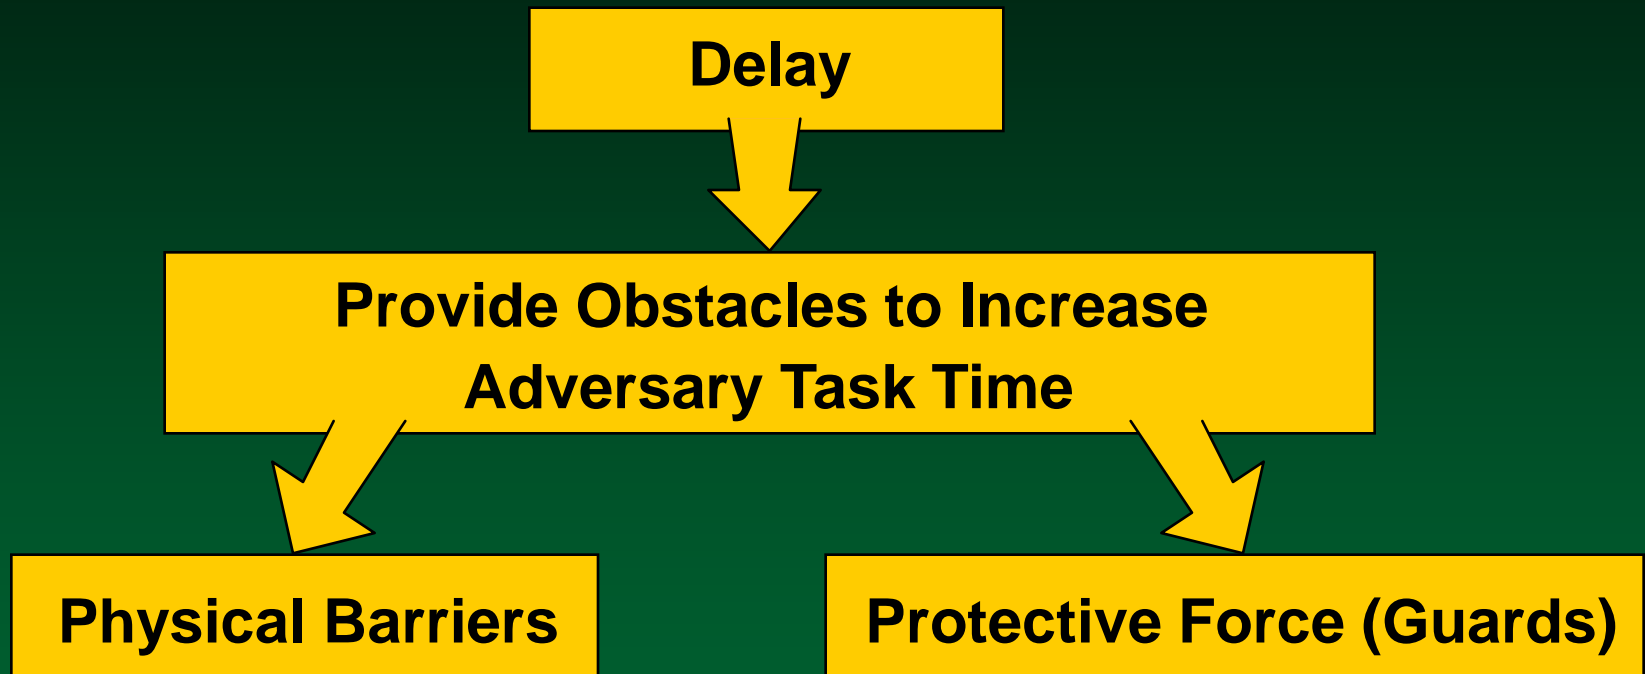 Delay
Provide Obstacles to Increase
Adversary Task Time
Physical Barriers
Protective Force (Guards)